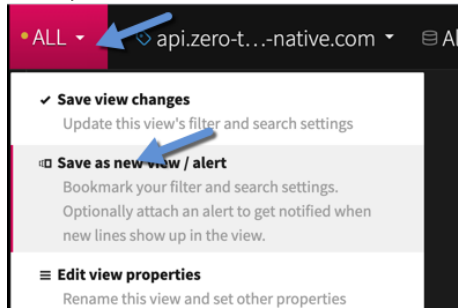 ALL
api.zero-t...-native.com
Al
Save view changes
Update this view's filter and search settings
Save as new view / alert
Bookmark your filter and search settings.
Optionally attach an alert to get notified when
new lines show up in the view.
Edit view properties
Rename this view and set other properties